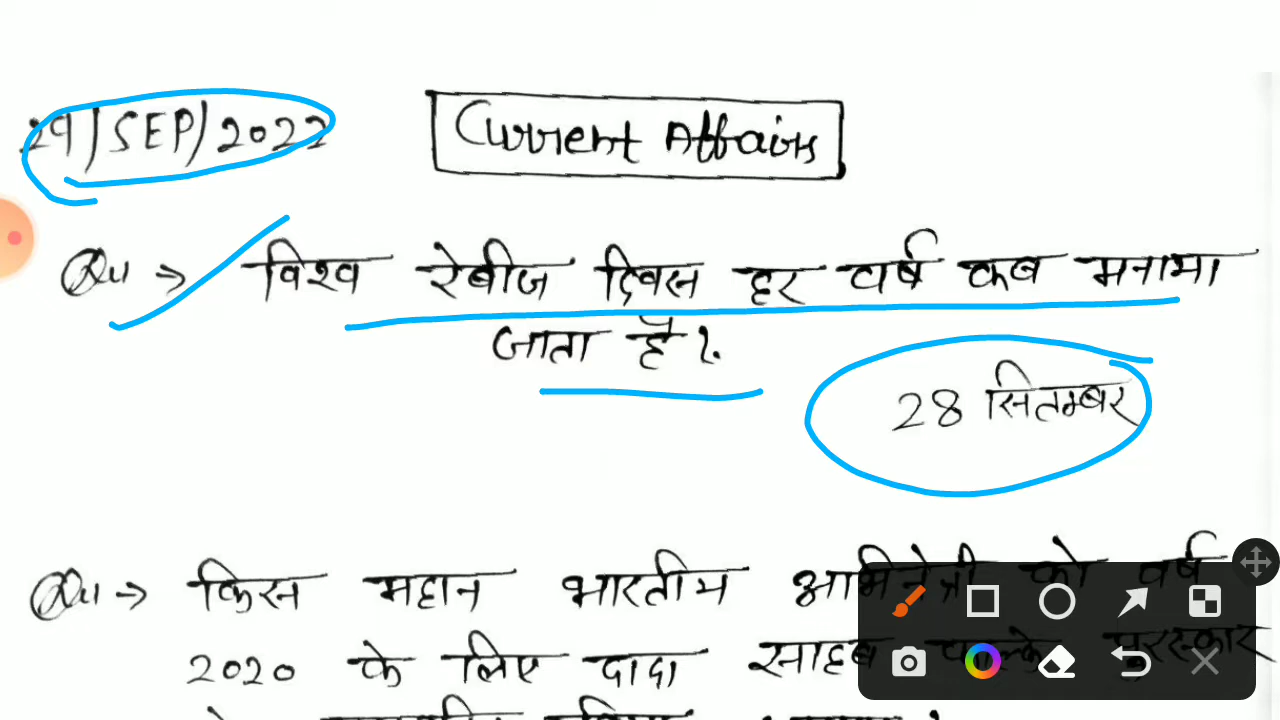 29/SEP/2022
Current Affairs
Qu → विश्व रेबीज दिवस हर वर्ष कब मनाया
जाता है?
28 सितम्बर
Qu → किस महान भारतीय अभिनेत्री को वर्ष
2020 के लिए दादा साहब फाल्के पुरस्कार